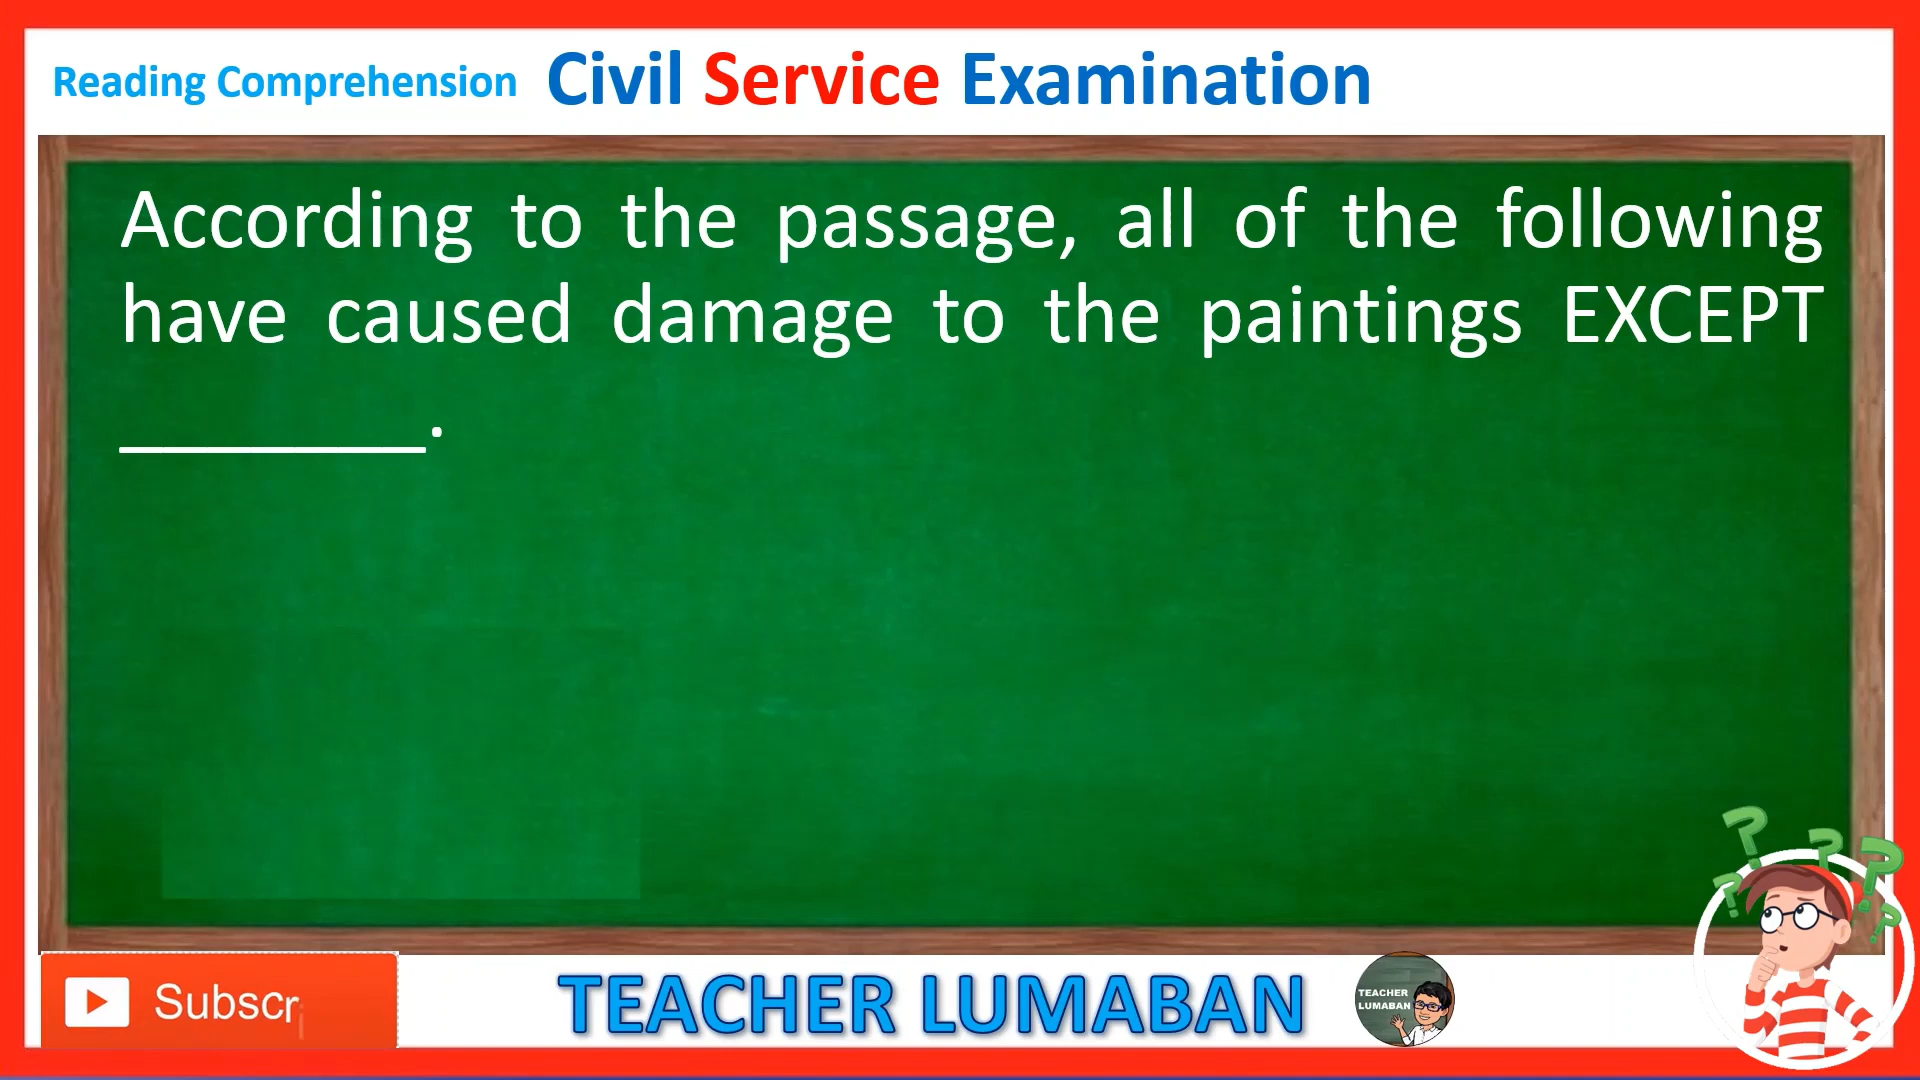 Reading Comprehension Civil Service Examination
According to the passage, all of the following
have caused damage to the paintings EXCEPT
_________.
Subscr
TEACHER LUMABAN
TEACHER
LUMABAN